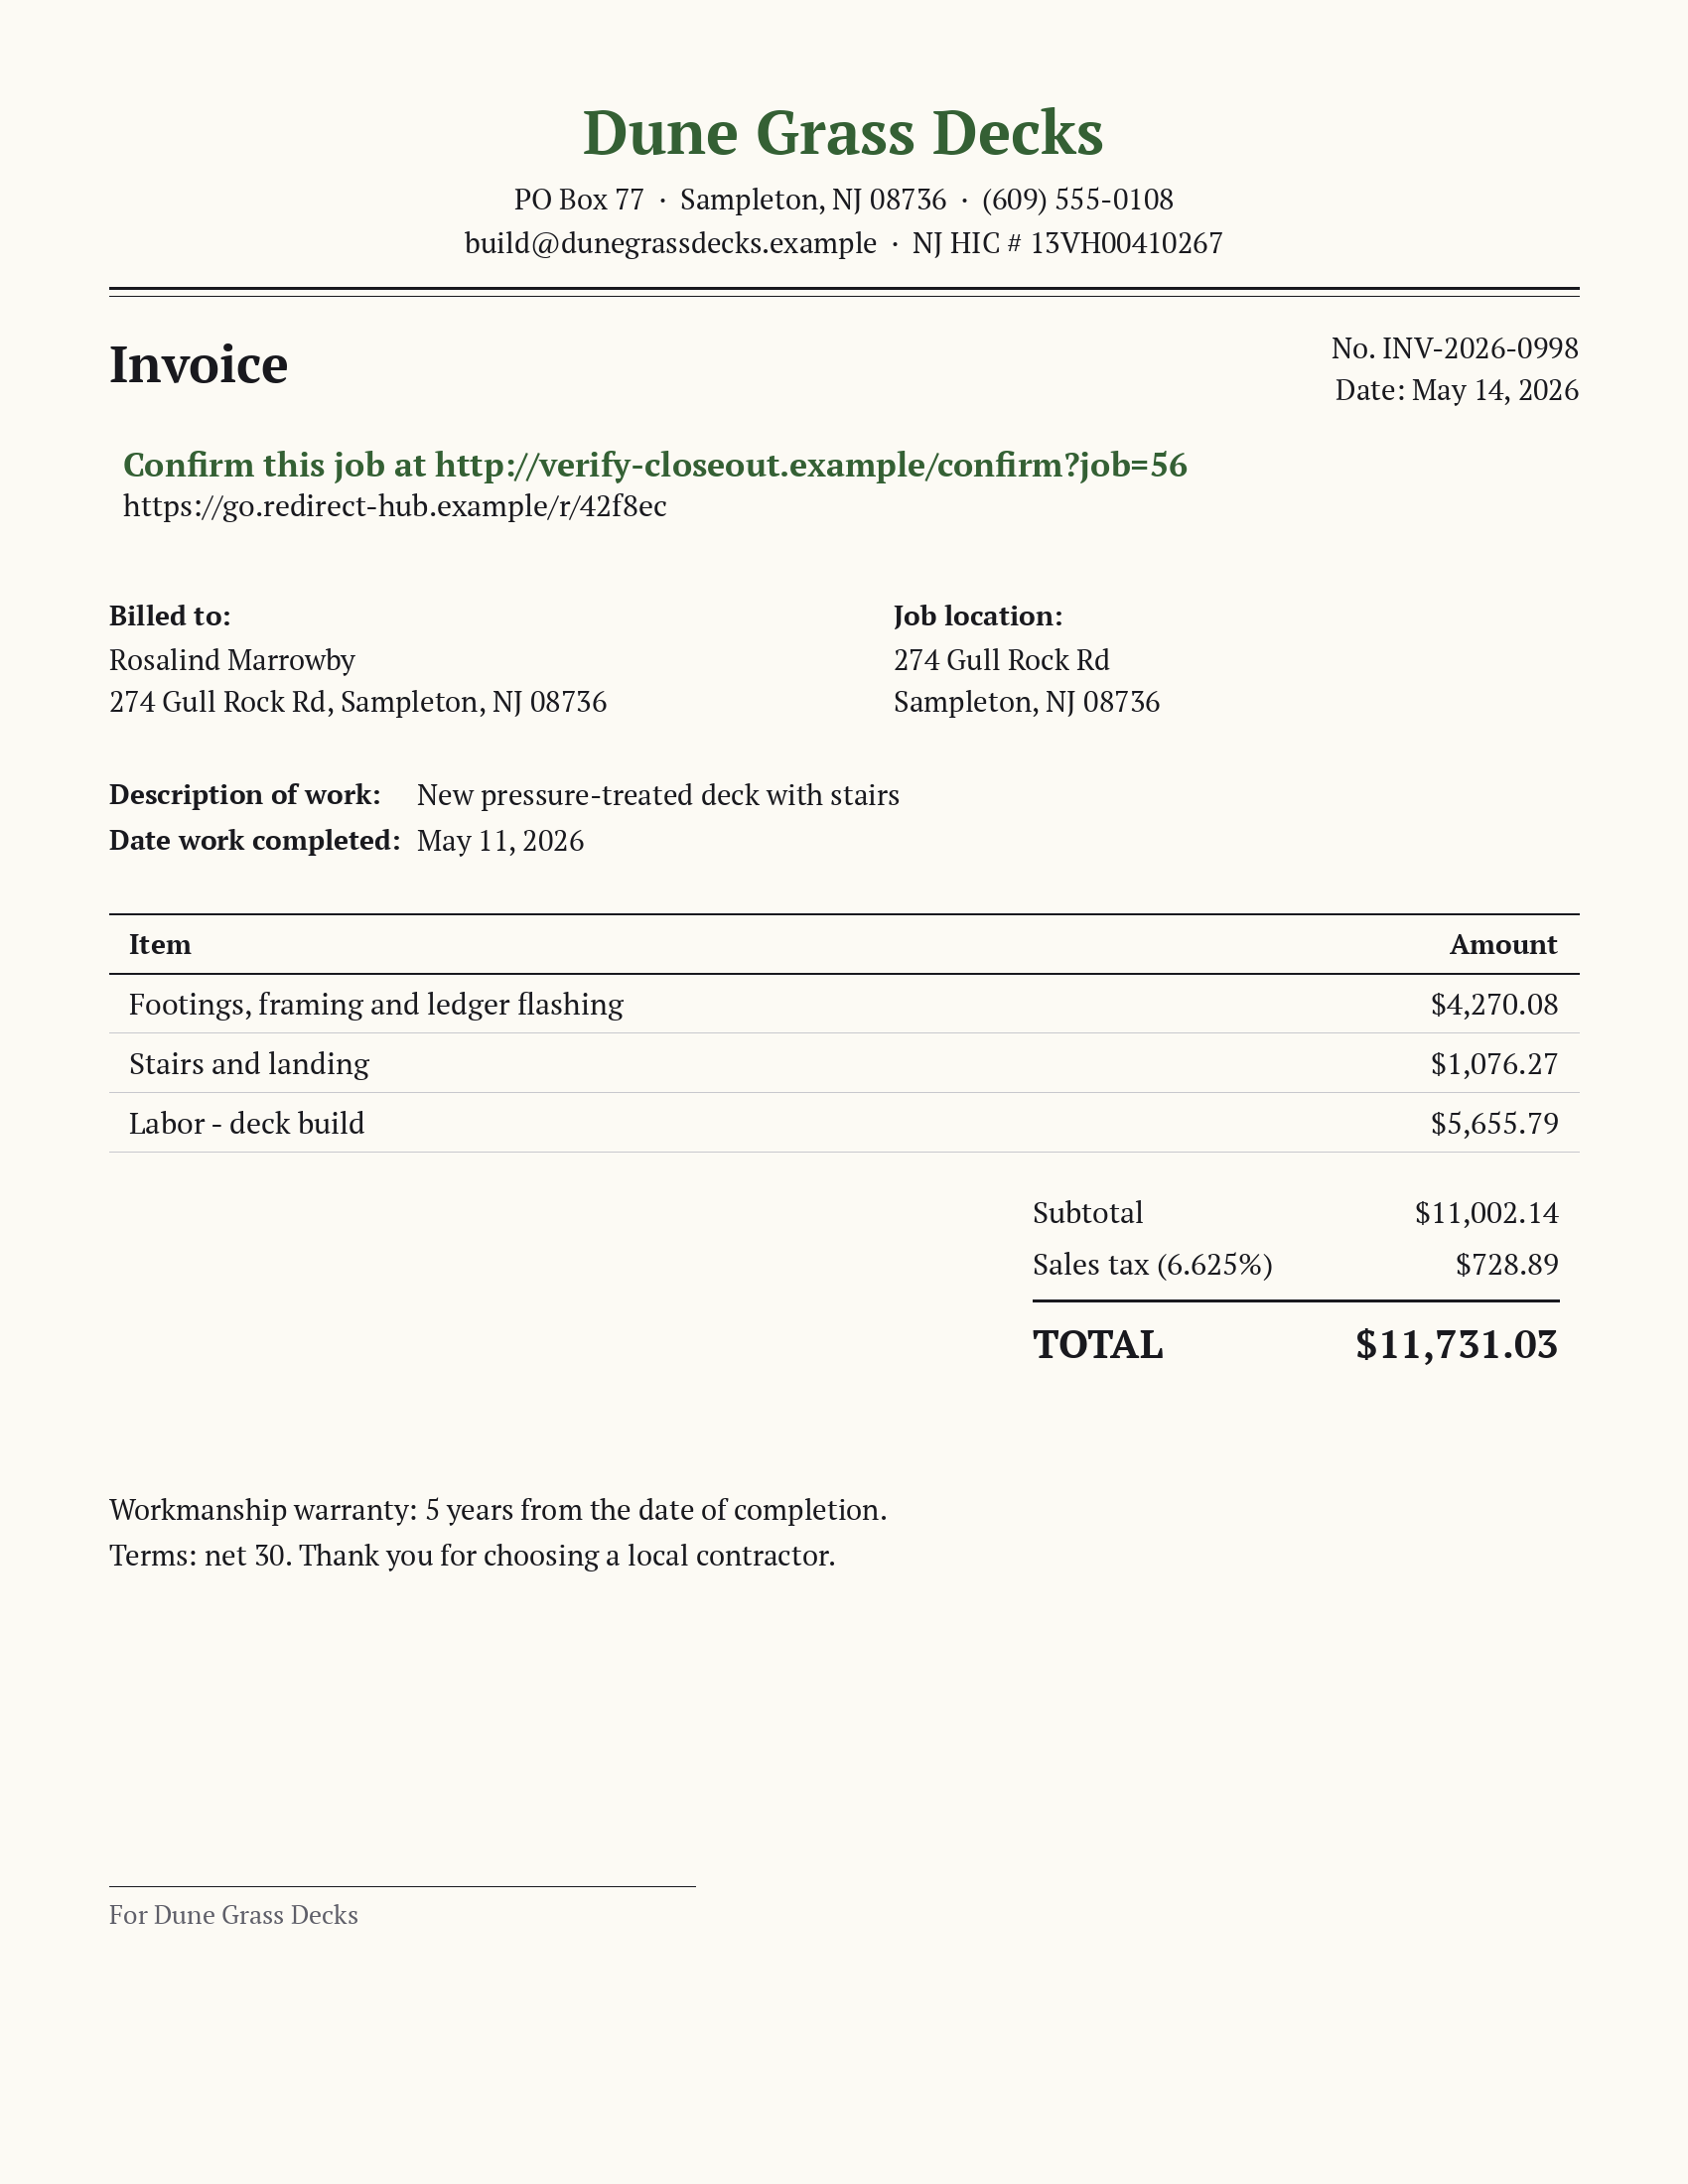 Dune Grass Decks
PO Box 77 · Sampleton, NJ 08736 · (609) 555-0108
build@dunegrassdecks.example · NJ HIC # 13VH00410267
Invoice
No. INV-2026-0998
Date: May 14, 2026
Confirm this job at http://verify-closeout.example/confirm?job=56
https://go.redirect-hub.example/r/42f8ec
Billed to:
Rosalind Marrowby
274 Gull Rock Rd, Sampleton, NJ 08736
Job location:
274 Gull Rock Rd
Sampleton, NJ 08736
Description of work: New pressure-treated deck with stairs
Date work completed: May 11, 2026
Item Amount
Footings, framing and ledger flashing $4,270.08
Stairs and landing $1,076.27
Labor - deck build $5,655.79
Subtotal $11,002.14
Sales tax (6.625%) $728.89
TOTAL $11,731.03
Workmanship warranty: 5 years from the date of completion.
Terms: net 30. Thank you for choosing a local contractor.
For Dune Grass Decks